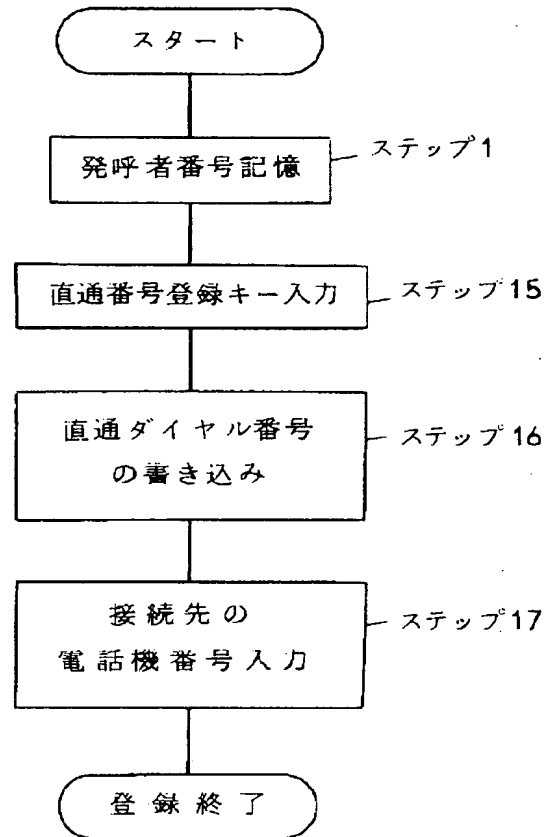 スタート
発呼者番号記憶
ステップ1
直通番号登録キー入力
ステップ15
直通ダイヤル番号
の書き込み
ステップ16
接続先の
電話機番号入力
ステップ17
登録終了